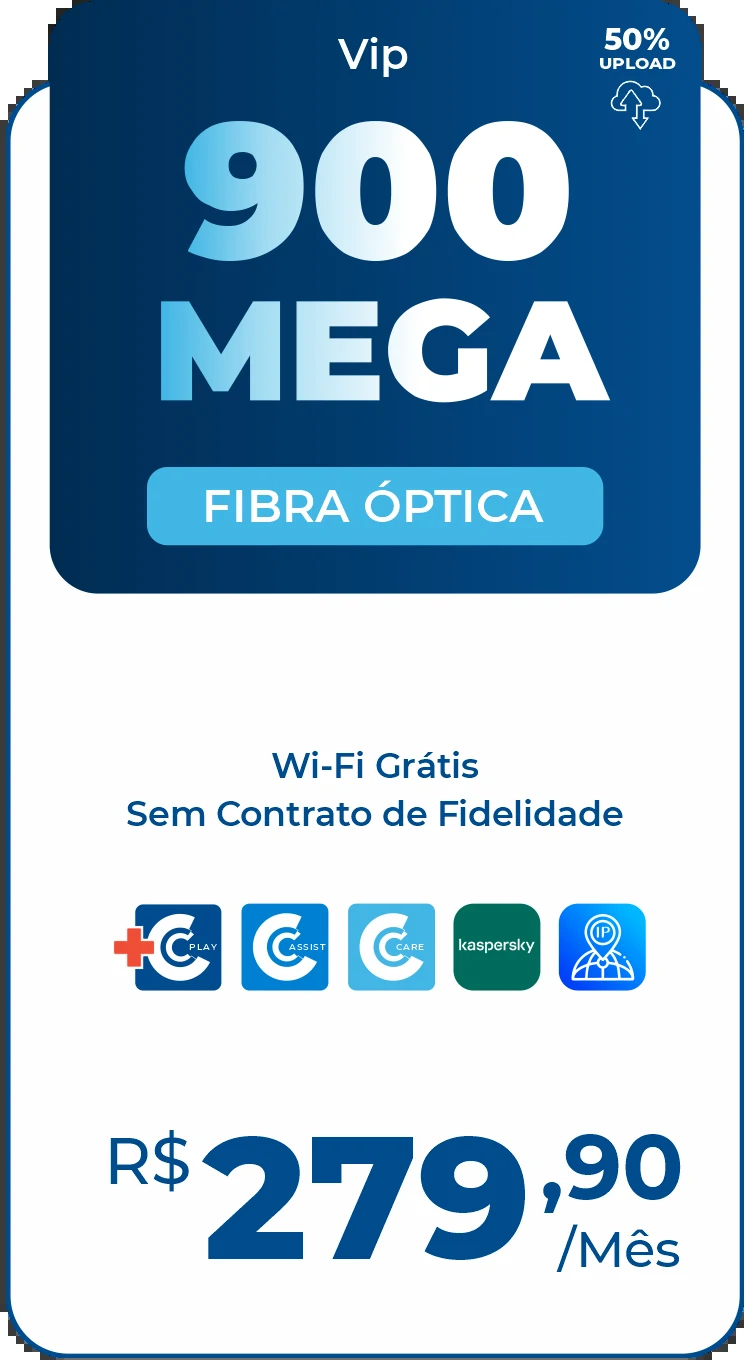 Vip
50%
UPLOAD
900
MEGA
FIBRA ÓPTICA
Wi-Fi Grátis
Sem Contrato de Fidelidade
PLAY
ASSIST
CARE
kaspersky
IP
R$279,90
/Mês